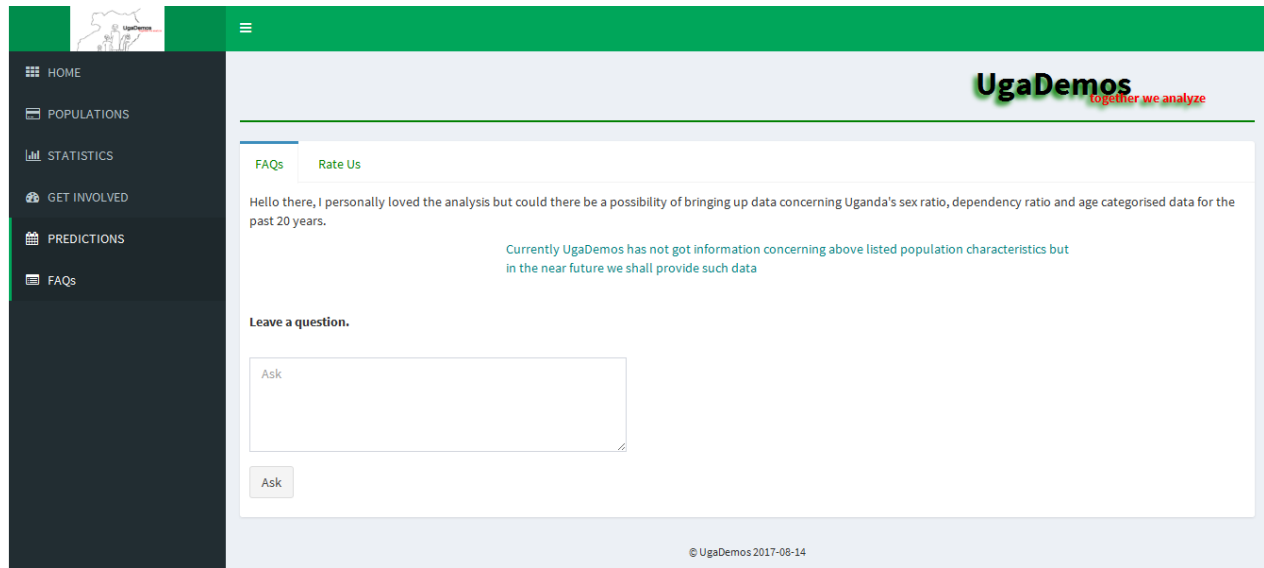 UgaDemos
HOME
POPULATIONS
STATISTICS
GET INVOLVED
PREDICTIONS
FAQs
UgaDemos
together we analyze
FAQs Rate Us
Hello there, I personally loved the analysis but could there be a possibility of bringing up data concerning Uganda's sex ratio, dependency ratio and age categorised data for the
past 20 years.
Currently UgaDemos has not got information concerning above listed population characteristics but
in the near future we shall provide such data
Leave a question.
Ask
Ask
© UgaDemos 2017-08-14